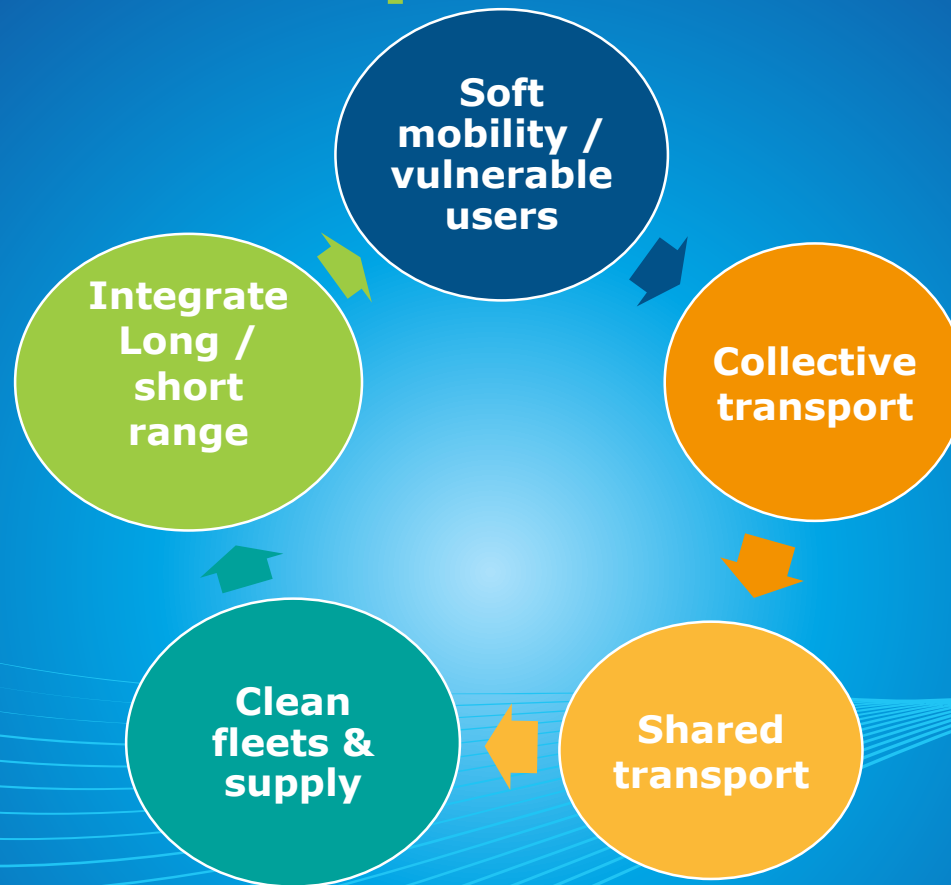 Soft
mobility /
vulnerable
users
Collective
transport
Shared
transport
Clean
fleets &
supply
Integrate
Long /
short
range